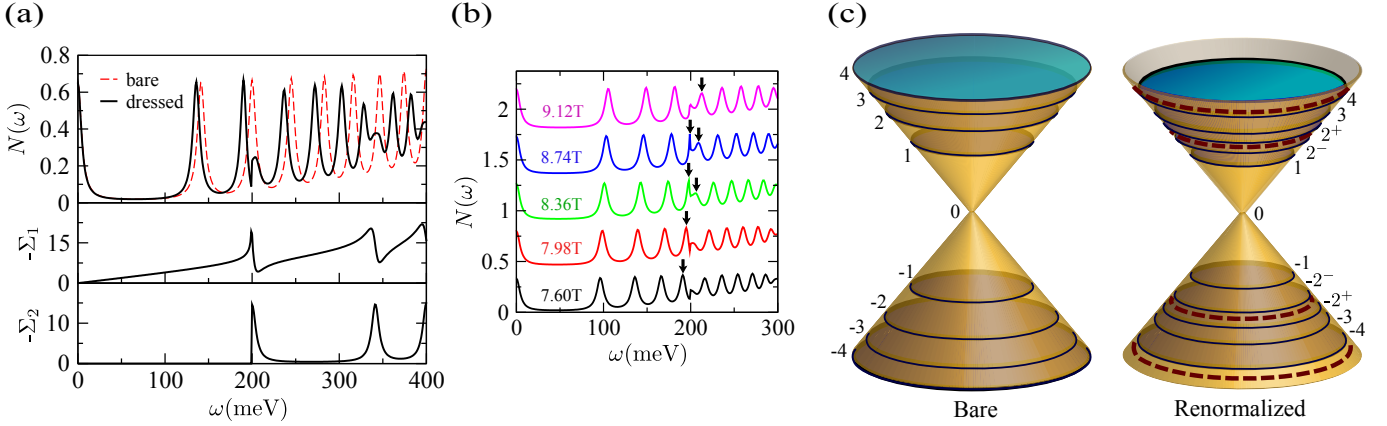 (a)
0.8
0.6
0.4
0.2
0
N(ω)
bare
dressed
15
0
-Σ₁
15
0
-Σ₂
0 100 200 300 400
ω(meV)
(b)
2
1.5
1
0.5
0
N(ω)
9.12T
8.74T
8.36T
7.98T
7.60T
0 100 200 300
ω(meV)
(c)
4
3
2
1
0
-1
-2
-3
-4
Bare
4
3
2⁺
2⁻
1
0
-1
-2⁻
-2⁺
-3
-4
Renormalized